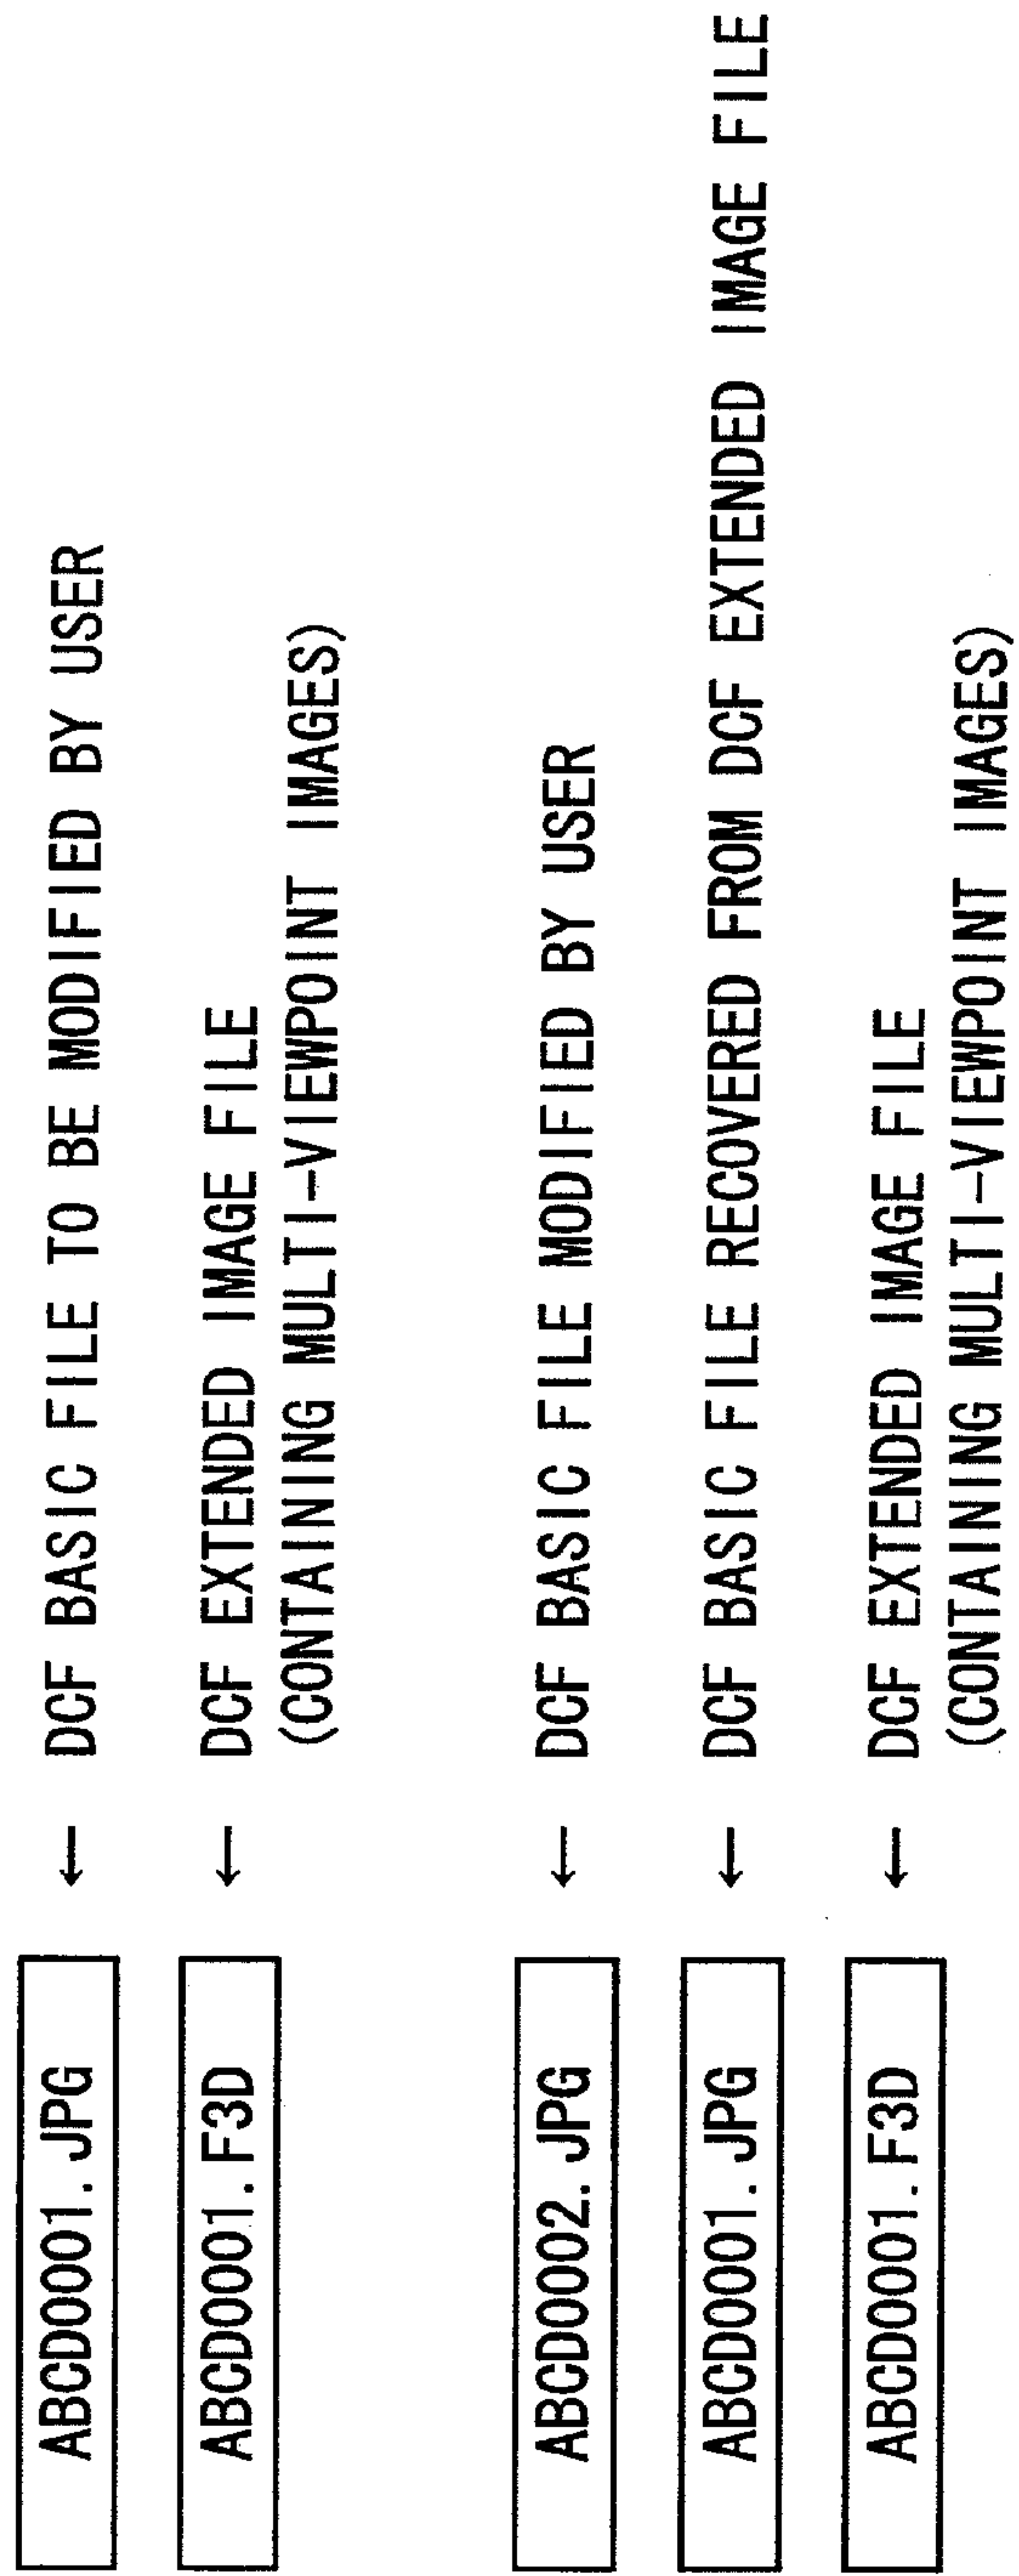 ABCD0001.JPG ← DCF BASIC FILE TO BE MODIFIED BY USER
ABCD0001.F3D ← DCF EXTENDED IMAGE FILE
(CONTAINING MULTI-VIEWPOINT IMAGES)
ABCD0002.JPG ← DCF BASIC FILE MODIFIED BY USER
ABCD0001.JPG ← DCF BASIC FILE RECOVERED FROM DCF EXTENDED IMAGE FILE
ABCD0001.F3D ← DCF EXTENDED IMAGE FILE
(CONTAINING MULTI-VIEWPOINT IMAGES)